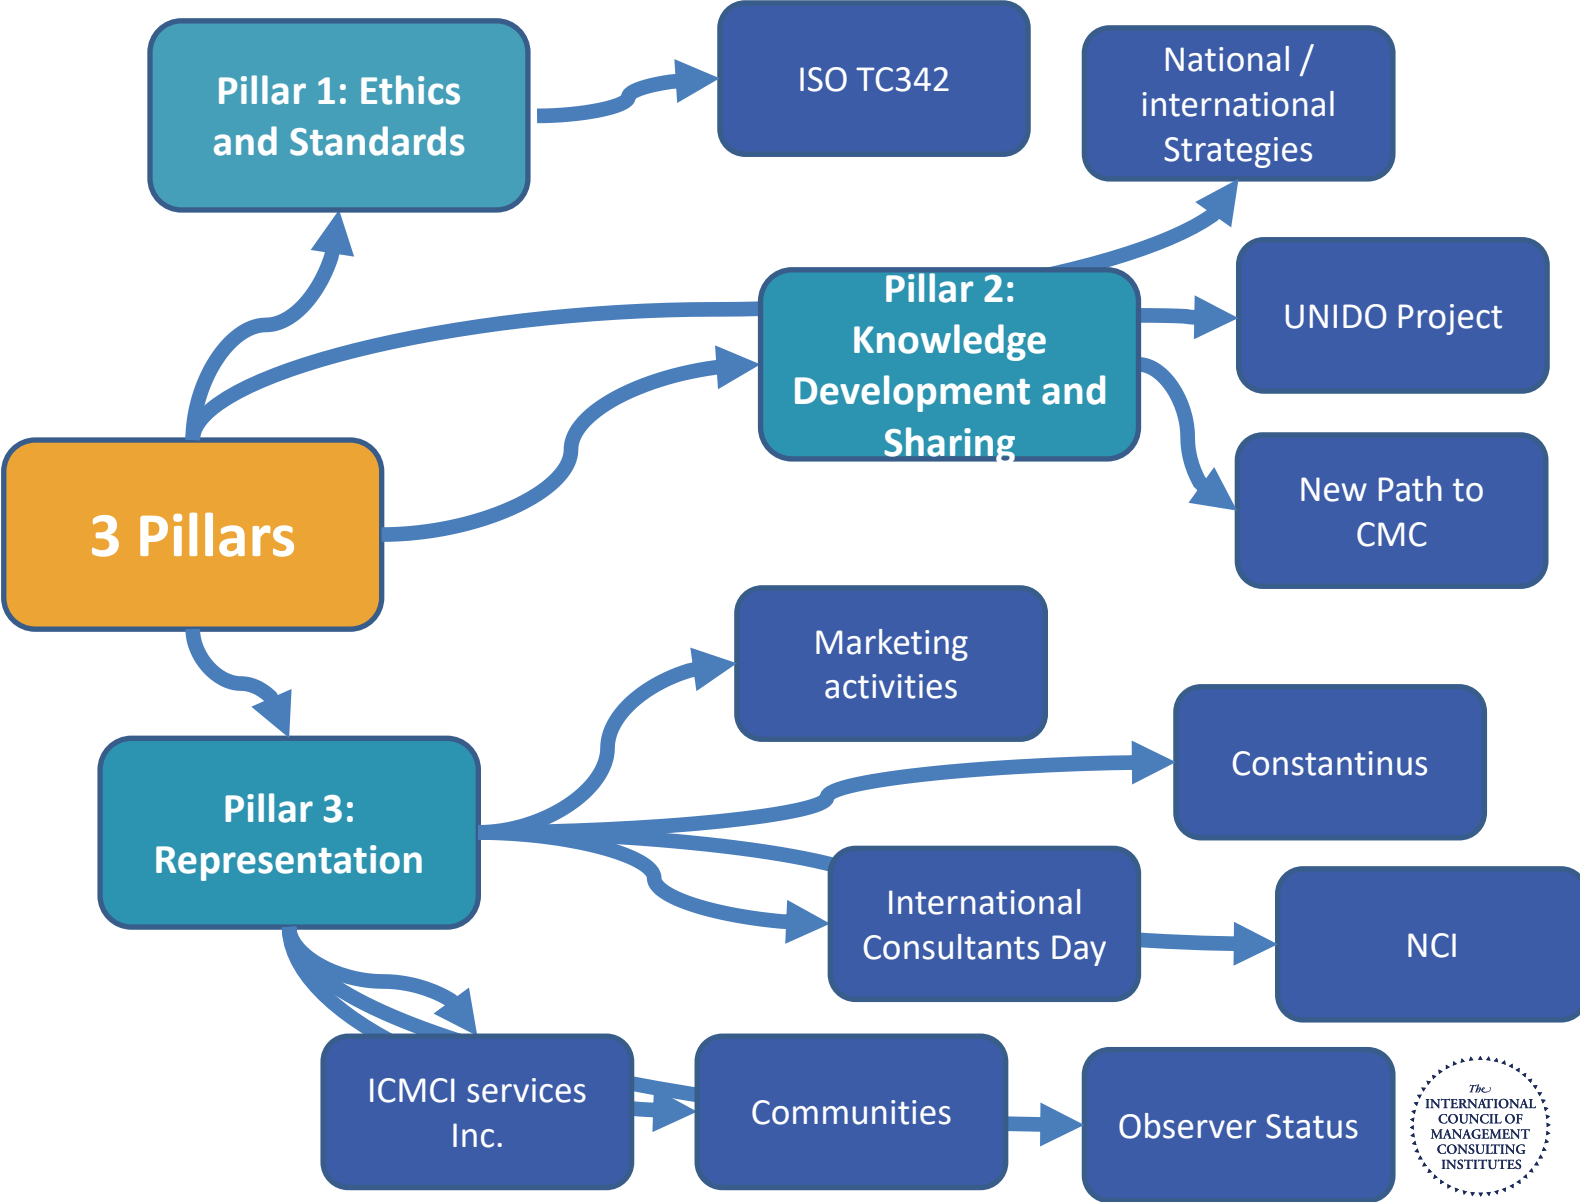 Pillar 1: Ethics
and Standards
ISO TC342
National /
international
Strategies
Pillar 2:
Knowledge
Development and
Sharing
UNIDO Project
New Path to
CMC
3 Pillars
Marketing
activities
Constantinus
Pillar 3:
Representation
International
Consultants Day
NCI
ICMCI services
Inc.
Communities
Observer Status
The
INTERNATIONAL
COUNCIL OF
MANAGEMENT
CONSULTING
INSTITUTES